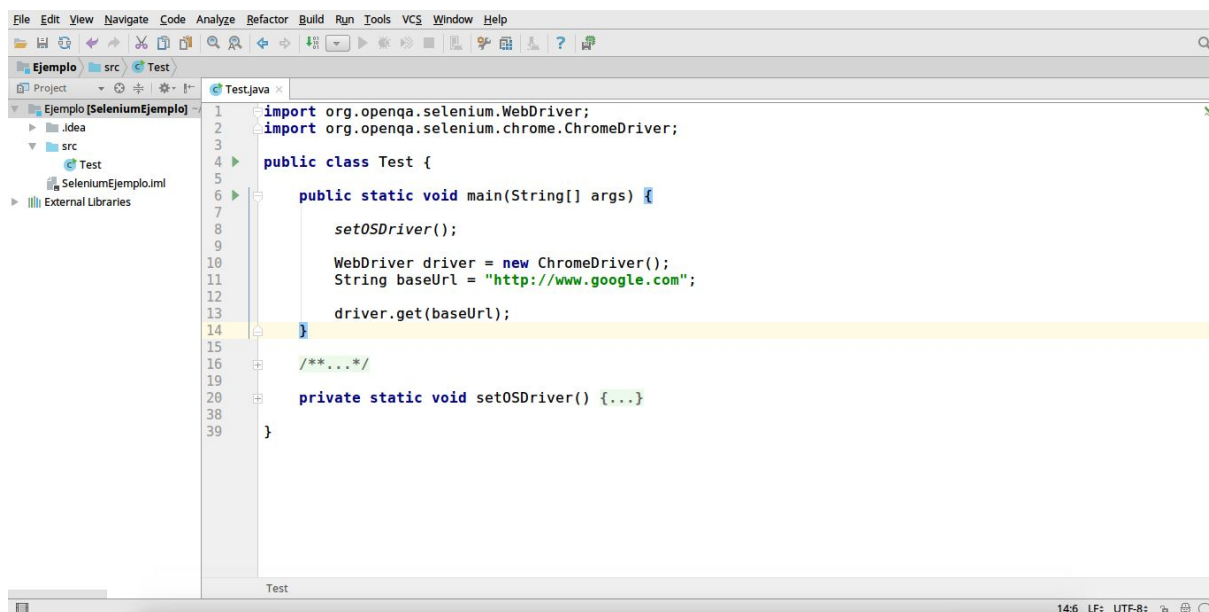 File Edit View Navigate Code Analyze Refactor Build Run Tools VCS Window Help
Ejemplo src Test
Project
Test.java
Ejemplo [SeleniumEjemplo] ~/
.idea
src
Test
SeleniumEjemplo.iml
External Libraries
1 import org.openqa.selenium.WebDriver;
2 import org.openqa.selenium.chrome.ChromeDriver;
3
4 public class Test {
5
6 public static void main(String[] args) {
7
8 setOSDriver();
9
10 WebDriver driver = new ChromeDriver();
11 String baseUrl = "http://www.google.com";
12
13 driver.get(baseUrl);
14 }
15
16 /**...*/
19
20 private static void setOSDriver() {...}
38
39 }
Test
14:6 LF÷ UTF-8÷